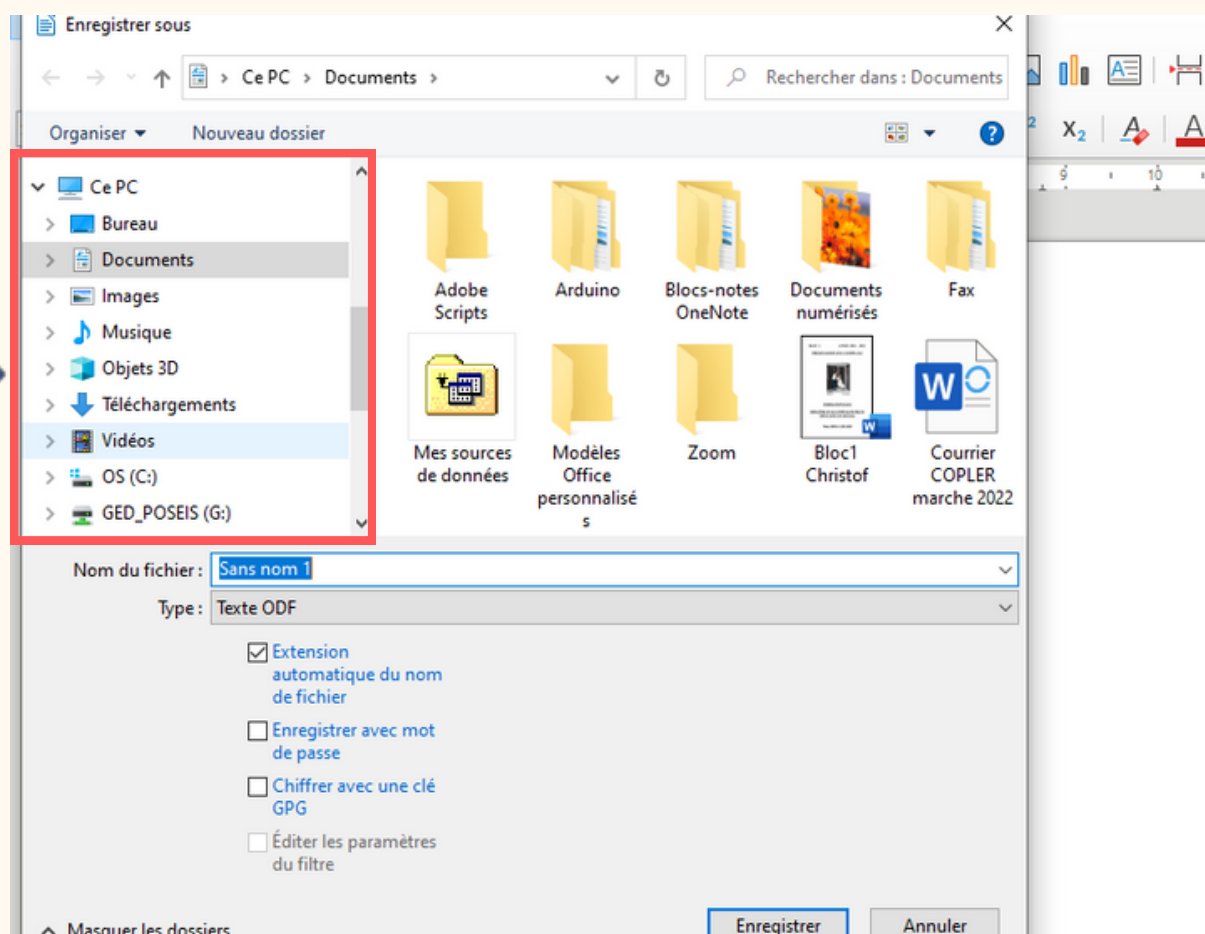 Enregistrer sous
Ce PC > Documents >
Rechercher dans : Documents
Organiser
Nouveau dossier
Ce PC
Bureau
Documents
Images
Musique
Objets 3D
Téléchargements
Vidéos
OS (C:)
GED_POSEIS (G:)
Adobe
Scripts
Arduino
Blocs-notes
OneNote
Documents
numérisés
Fax
Mes sources
de données
Modèles
Office
personnalisé
s
Zoom
Bloc1
Christof
Courrier
COPLER
marche 2022
Nom du fichier :
Sans nom 1
Type :
Texte ODF
Extension
automatique du nom
de fichier
Enregistrer avec mot
de passe
Chiffrer avec une clé
GPG
Éditer les paramètres
du filtre
Masquer les dossiers
Enregistrer
Annuler
9
10